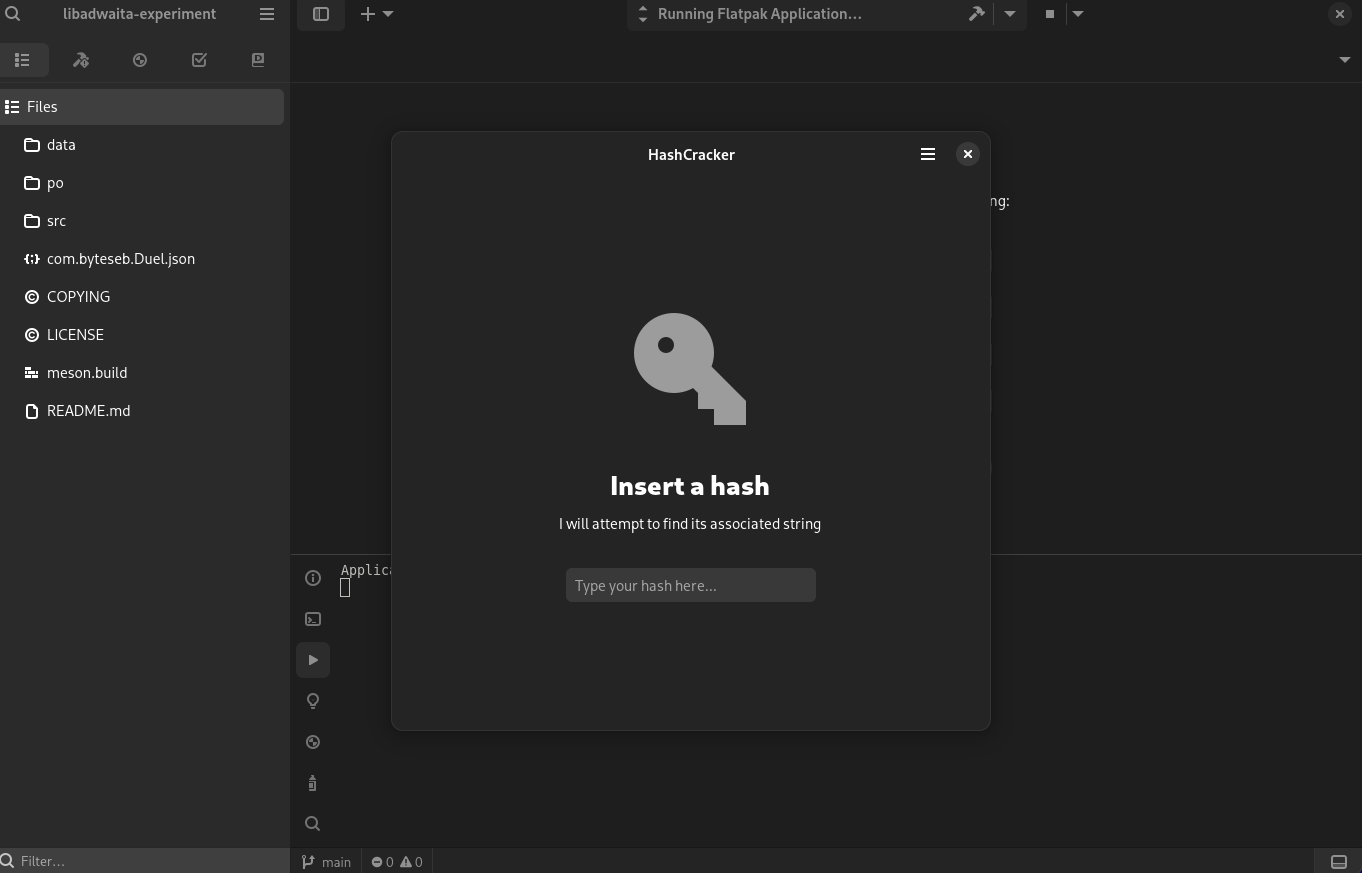 libadwaita-experiment
Running Flatpak Application…
Files
data
po
src
com.byteseb.Duel.json
COPYING
LICENSE
meson.build
README.md
Filter…
HashCracker
ng:
Insert a hash
I will attempt to find its associated string
Type your hash here…
Applica
main
0
0